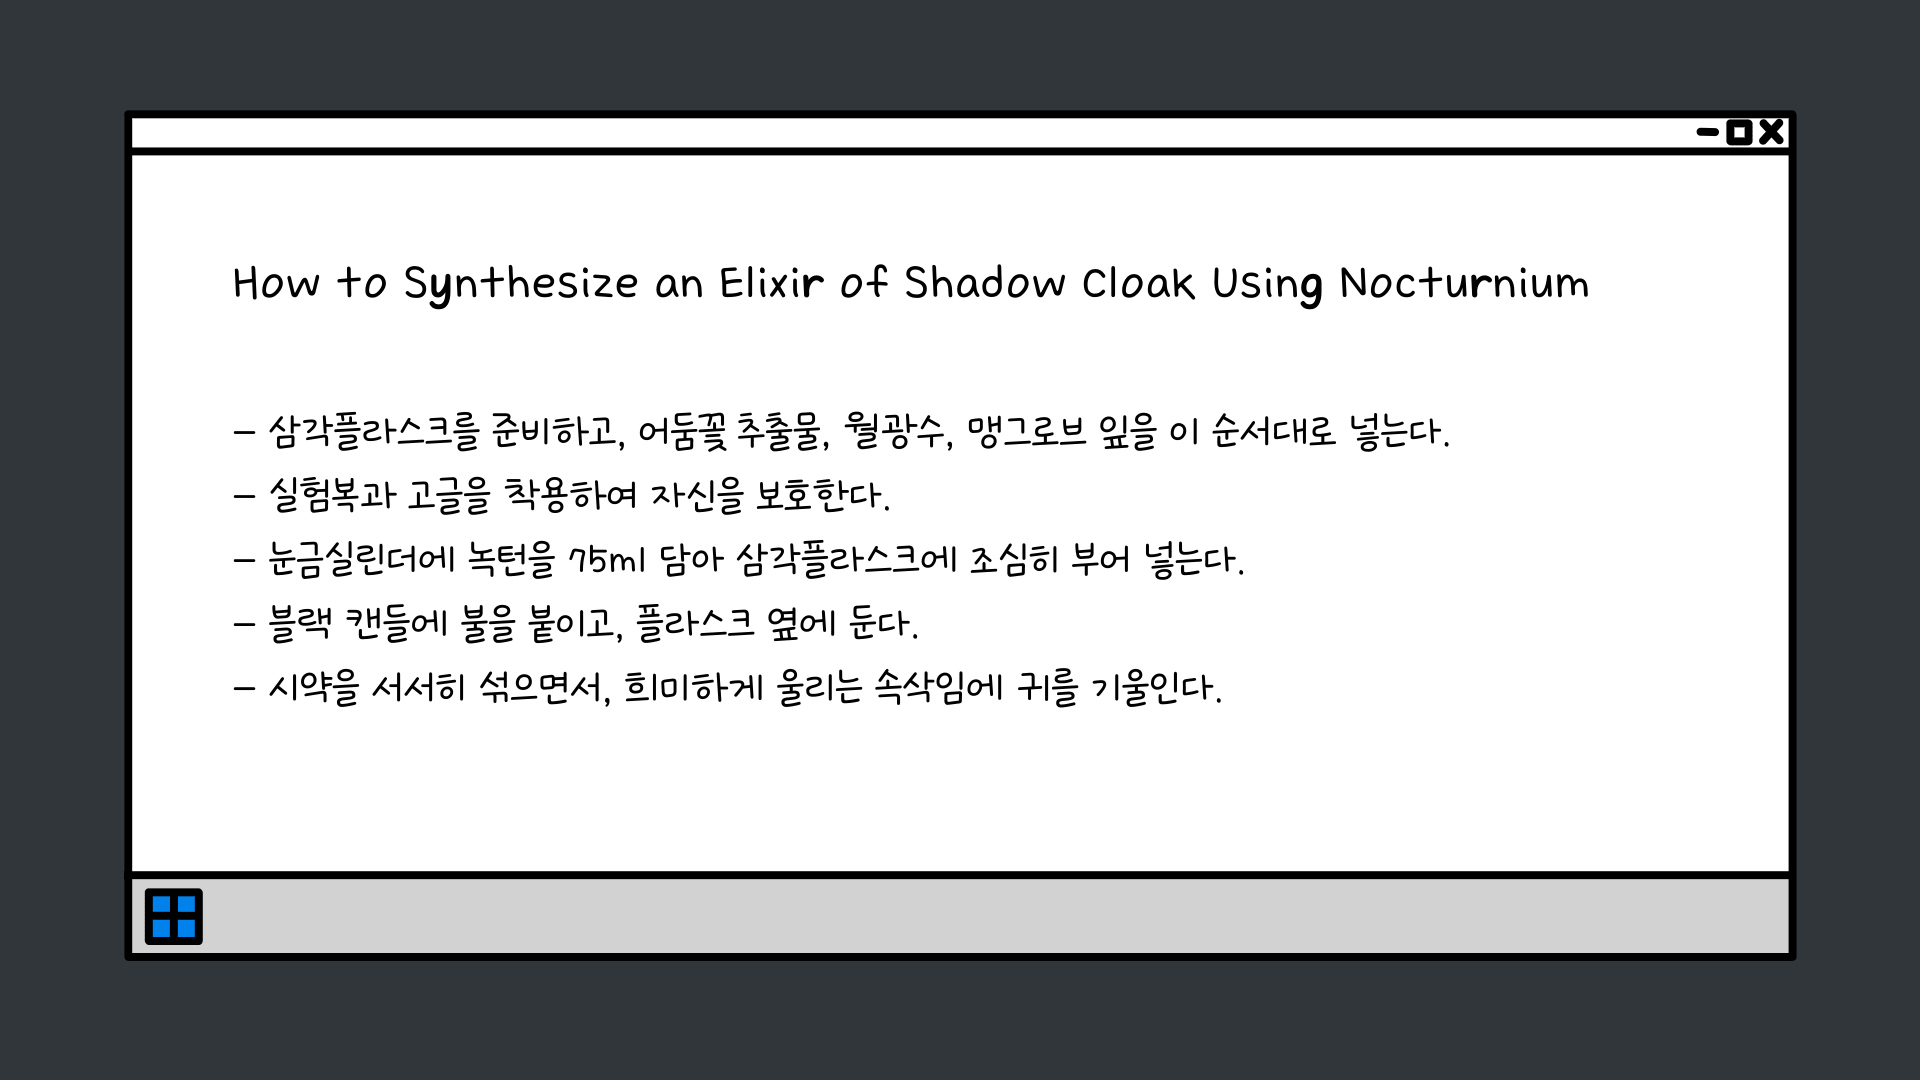 How to Synthesize an Elixir of Shadow Cloak Using Nocturnium
– 삼각플라스크를 준비하고, 어둠꽃 추출물, 월광수, 맹그로브 잎을 이 순서대로 넣는다.
– 실험복과 고글을 착용하여 자신을 보호한다.
– 눈금실린더에 녹턴을 75ml 담아 삼각플라스크에 조심히 부어 넣는다.
– 블랙 캔들에 불을 붙이고, 플라스크 옆에 둔다.
– 시약을 서서히 섞으면서, 희미하게 울리는 속삭임에 귀를 기울인다.